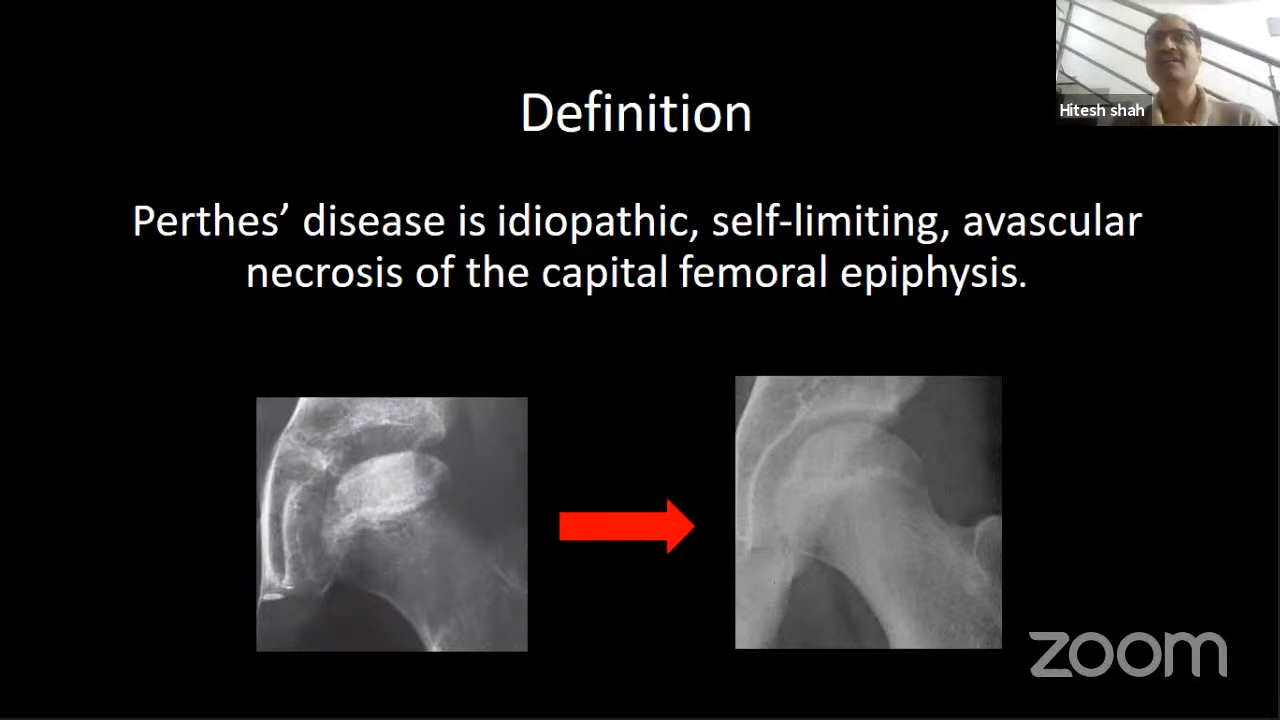 Definition
Hitesh shah
Perthes’ disease is idiopathic, self-limiting, avascular
necrosis of the capital femoral epiphysis.
zoom